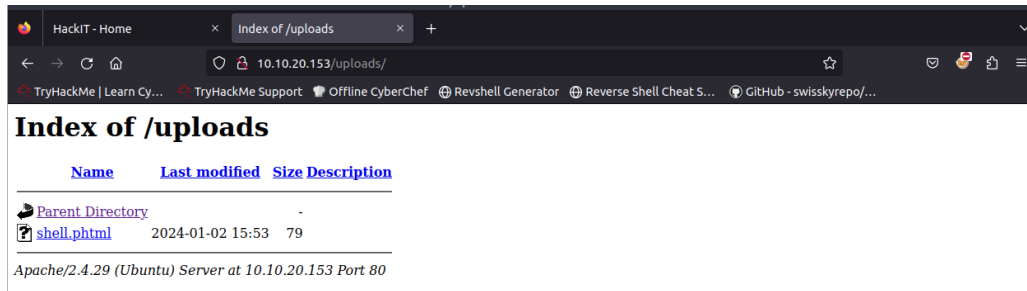 HackIT - Home × Index of /uploads × +
10.10.20.153/uploads/
TryHackMe | Learn Cy... TryHackMe Support Offline CyberChef Revshell Generator Reverse Shell Cheat S... GitHub - swisskyrepo/...
Index of /uploads
Name Last modified Size Description
Parent Directory -
shell.phtml 2024-01-02 15:53 79
Apache/2.4.29 (Ubuntu) Server at 10.10.20.153 Port 80